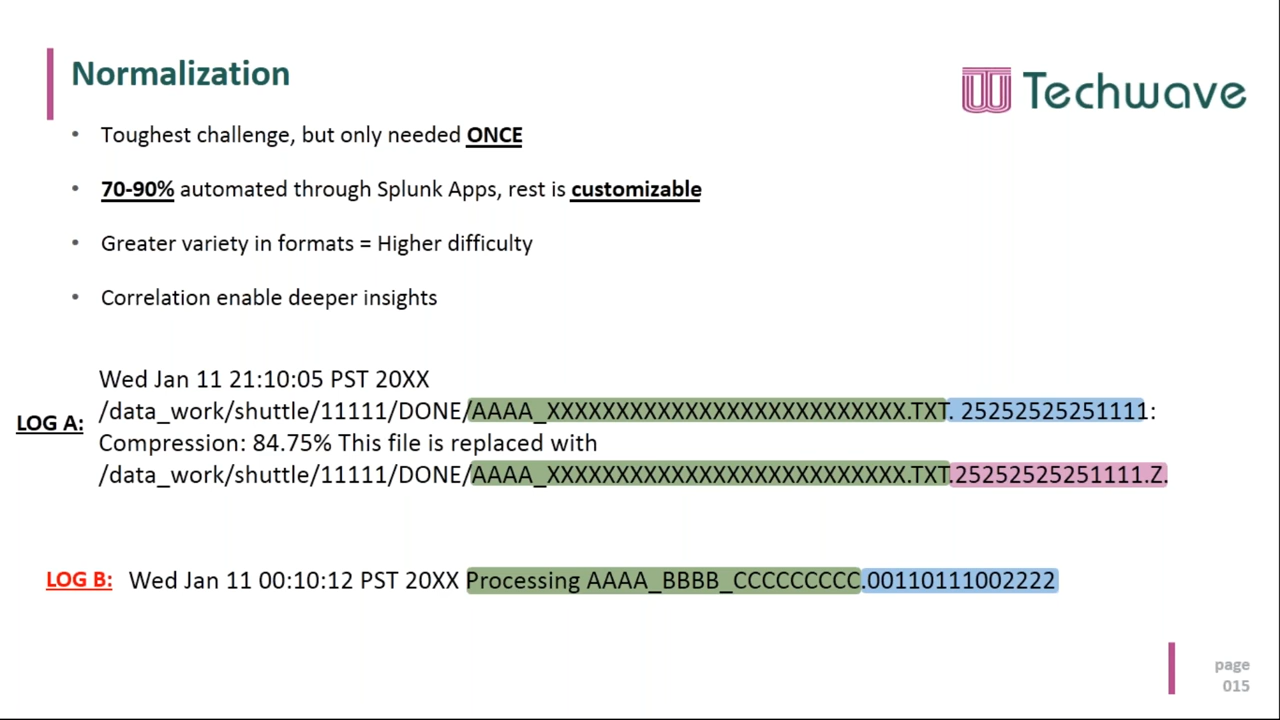 Normalization
Techwave
• Toughest challenge, but only needed ONCE
• 70-90% automated through Splunk Apps, rest is customizable
• Greater variety in formats = Higher difficulty
• Correlation enable deeper insights
Wed Jan 11 21:10:05 PST 20XX
LOG A: /data_work/shuttle/11111/DONE/AAAA_XXXXXXXXXXXXXXXXXXXXXXXXXX.TXT. 25252525251111:
Compression: 84.75% This file is replaced with
/data_work/shuttle/11111/DONE/AAAA_XXXXXXXXXXXXXXXXXXXXXXXXXX.TXT.25252525251111.Z.
LOG B: Wed Jan 11 00:10:12 PST 20XX Processing AAAA_BBBB_CCCCCCCCC.00110111002222
page
015